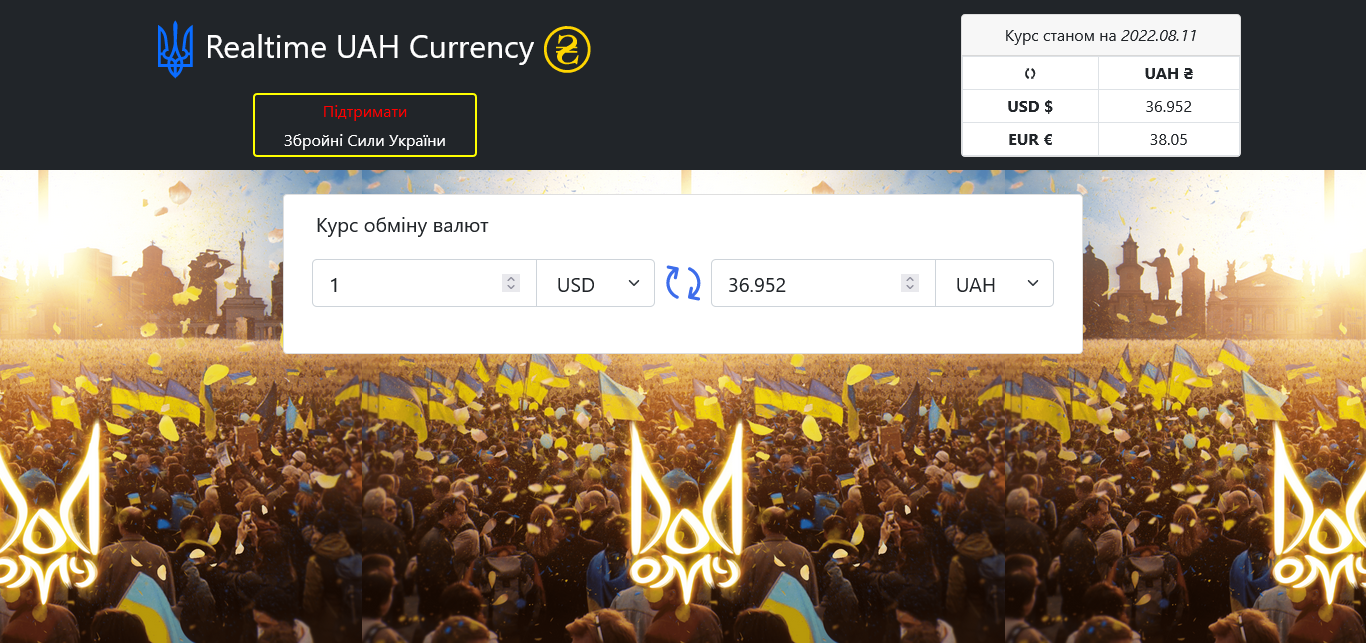 Realtime UAH Currency ₴
Підтримати
Збройні Сили України
Курс станом на 2022.08.11
UAH ₴
USD $ 36.952
EUR € 38.05
Курс обміну валют
1 USD 36.952 UAH